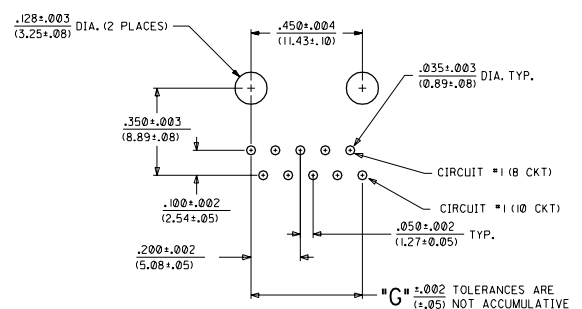 .128±.003
(3.25±.08)
DIA. (2 PLACES)
.450±.004
(11.43±.10)
.035±.003
(0.89±.08)
DIA. TYP.
.350±.003
(8.89±.08)
CIRCUIT #1 (8 CKT)
.100±.002
(2.54±.05)
CIRCUIT #1 (10 CKT)
.050±.002
(1.27±0.05)
TYP.
.200±.002
(5.08±.05)
"G" ±.002 TOLERANCES ARE
(±.05) NOT ACCUMULATIVE